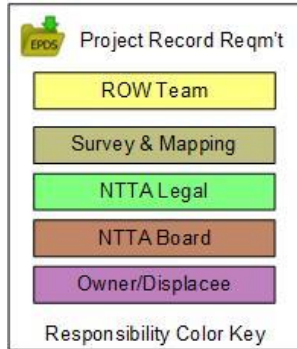 EPDS
Project Record Reqm't
ROW Team
Survey & Mapping
NTTA Legal
NTTA Board
Owner/Displacee
Responsibility Color Key